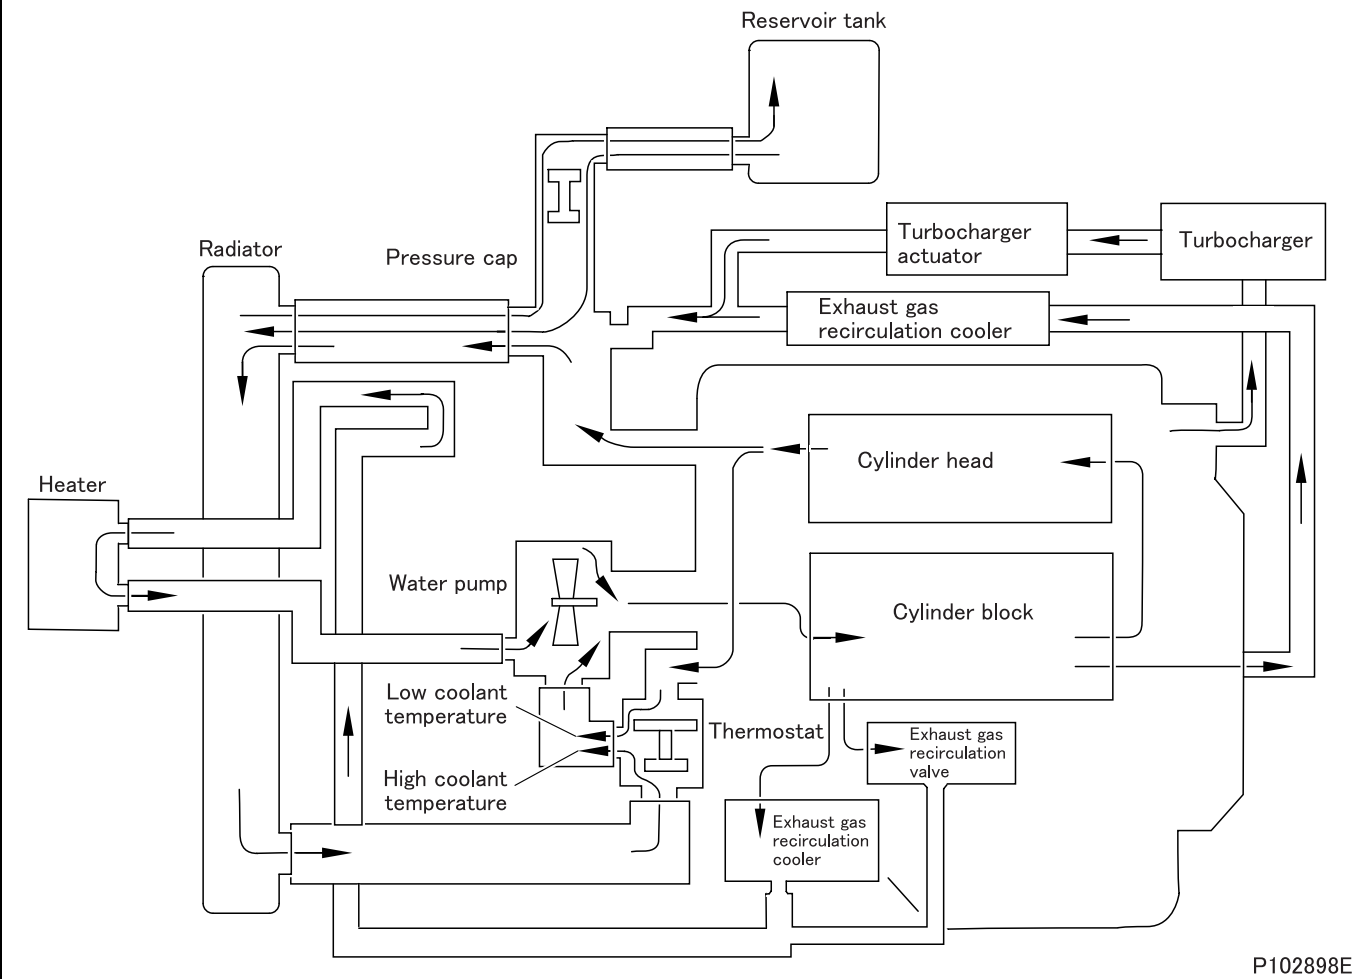 Reservoir tank
Turbocharger
actuator
Turbocharger
Radiator
Pressure cap
Exhaust gas
recirculation cooler
Cylinder head
Heater
Water pump
Cylinder block
Low coolant
temperature
Thermostat
Exhaust gas
recirculation
valve
High coolant
temperature
Exhaust gas
recirculation
cooler
P102898E